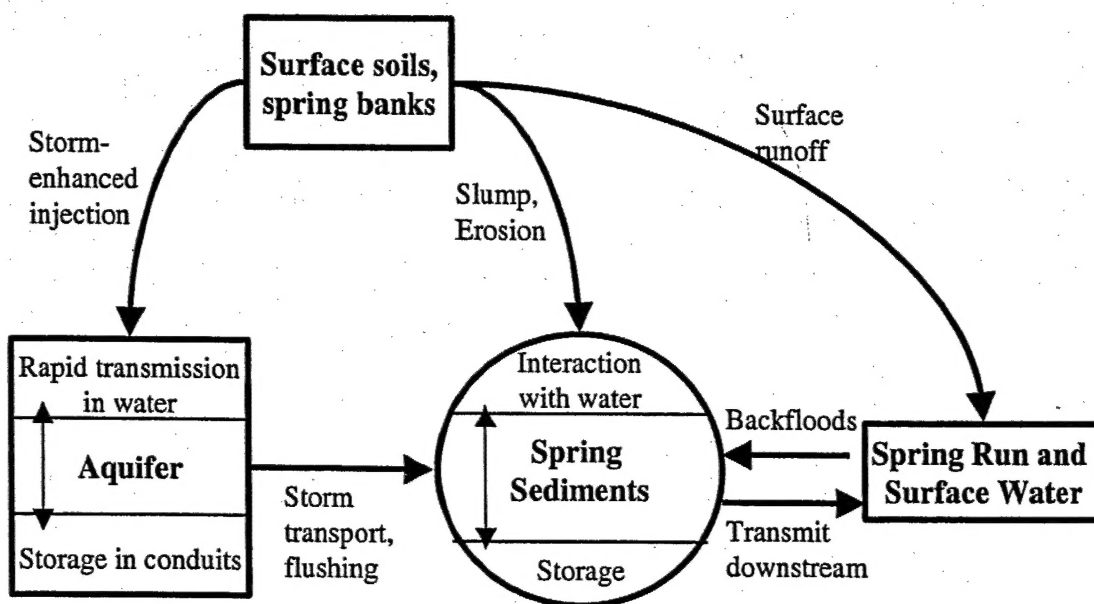 Surface soils,
spring banks
Storm-
enhanced
injection
Slump,
Erosion
Surface
runoff
Rapid transmission
in water
Aquifer
Storage in conduits
Storm
transport,
flushing
Interaction
with water
Spring
Sediments
Storage
Backfloods
Transmit
downstream
Spring Run and
Surface Water